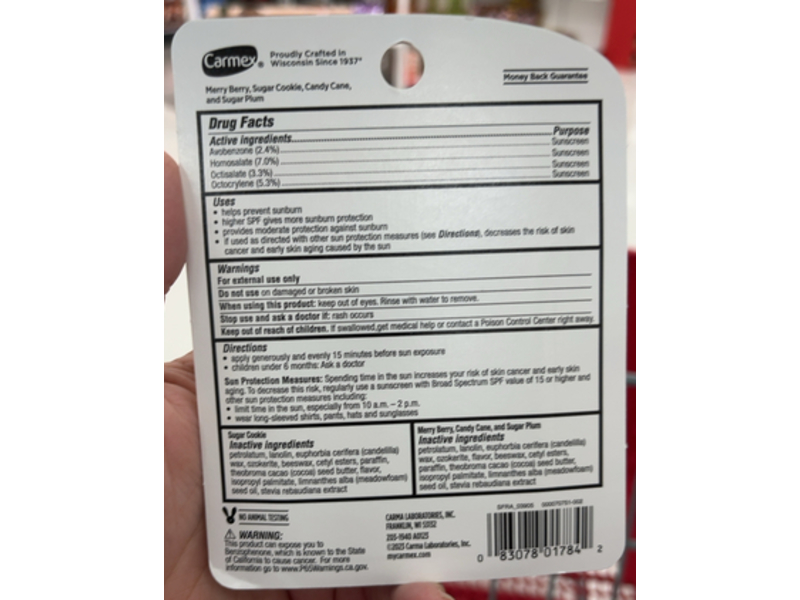 Carmex® Proudly Crafted in
Wisconsin Since 1937*
Money Back Guarantee
Merry Berry, Sugar Cookie, Candy Cane,
and Sugar Plum
Drug Facts
Active ingredients Purpose
Avobenzone (2.4%) Sunscreen
Homosalate (7.0%) Sunscreen
Octisalate (3.3%) Sunscreen
Octocrylene (5.3%) Sunscreen
Uses
• helps prevent sunburn
• higher SPF gives more sunburn protection
• provides moderate protection against sunburn
• if used as directed with other sun protection measures (see Directions), decreases the risk of skin
cancer and early skin aging caused by the sun
Warnings
For external use only
Do not use on damaged or broken skin
When using this product: keep out of eyes. Rinse with water to remove.
Stop use and ask a doctor if: rash occurs
Keep out of reach of children. If swallowed,get medical help or contact a Poison Control Center right away.
Directions
• apply generously and evenly 15 minutes before sun exposure
• children under 6 months: Ask a doctor
Sun Protection Measures: Spending time in the sun increases your risk of skin cancer and early skin
aging. To decrease this risk, regularly use a sunscreen with Broad Spectrum SPF value of 15 or higher and
other sun protection measures including:
• limit time in the sun, especially from 10 a.m. – 2 p.m.
• wear long-sleeved shirts, pants, hats and sunglasses
Sugar Cookie
Inactive ingredients
petrolatum, lanolin, euphorbia cerifera (candelilla)
wax, ozokerite, beeswax, cetyl esters, paraffin,
theobroma cacao (cocoa) seed butter, flavor,
isopropyl palmitate, limnanthes alba (meadowfoam)
seed oil, stevia rebaudiana extract
Merry Berry, Candy Cane, and Sugar Plum
Inactive ingredients
petrolatum, lanolin, euphorbia cerifera (candelilla)
wax, ozokerite, flavor, beeswax, cetyl esters,
paraffin, theobroma cacao (cocoa) seed butter,
isopropyl palmitate, limnanthes alba (meadowfoam)
seed oil, stevia rebaudiana extract
NO ANIMAL TESTING
WARNING:
This product can expose you to
Benzophenone, which is known to the State
of California to cause cancer. For more
information go to www.P65Warnings.ca.gov.
CARMA LABORATORIES, INC.
FRANKLIN, WI 53132
255-1940 A0125
©2025 Carma Laboratories, Inc.
mycarmex.com
0 83078 01784 2